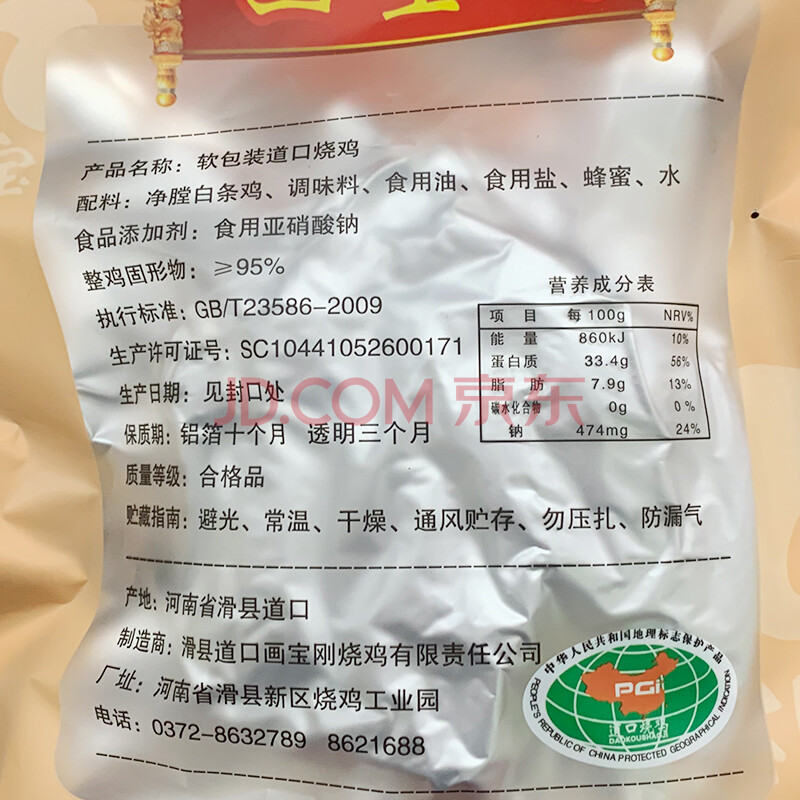 产品名称：软包装道口烧鸡
配料：净膛白条鸡、调味料、食用油、食用盐、蜂蜜、水
食品添加剂：食用亚硝酸钠
整鸡固形物：≥95%
执行标准：GB/T23586-2009
生产许可证号：SC10441052600171
生产日期：见封口处
保质期：铝箔十个月 透明三个月
质量等级：合格品
贮藏指南：避光、常温、干燥、通风贮存、勿压扎、防漏气
营养成分表
项 目 每100g NRV%
能 量 860kJ 10%
蛋白质 33.4g 56%
脂 肪 7.9g 13%
碳水化合物 0g 0%
钠 474mg 24%
JD.COM 京东
产地：河南省滑县道口
制造商：滑县道口画宝刚烧鸡有限责任公司
厂址：河南省滑县新区烧鸡工业园
电话：0372-8632789 8621688
中华人民共和国地理标志保护产品
PGI
道口烧鸡
DAOKOUSHAOJI
PEOPLE'S REPUBLIC OF CHINA PROTECTED GEOGRAPHICAL INDICATION